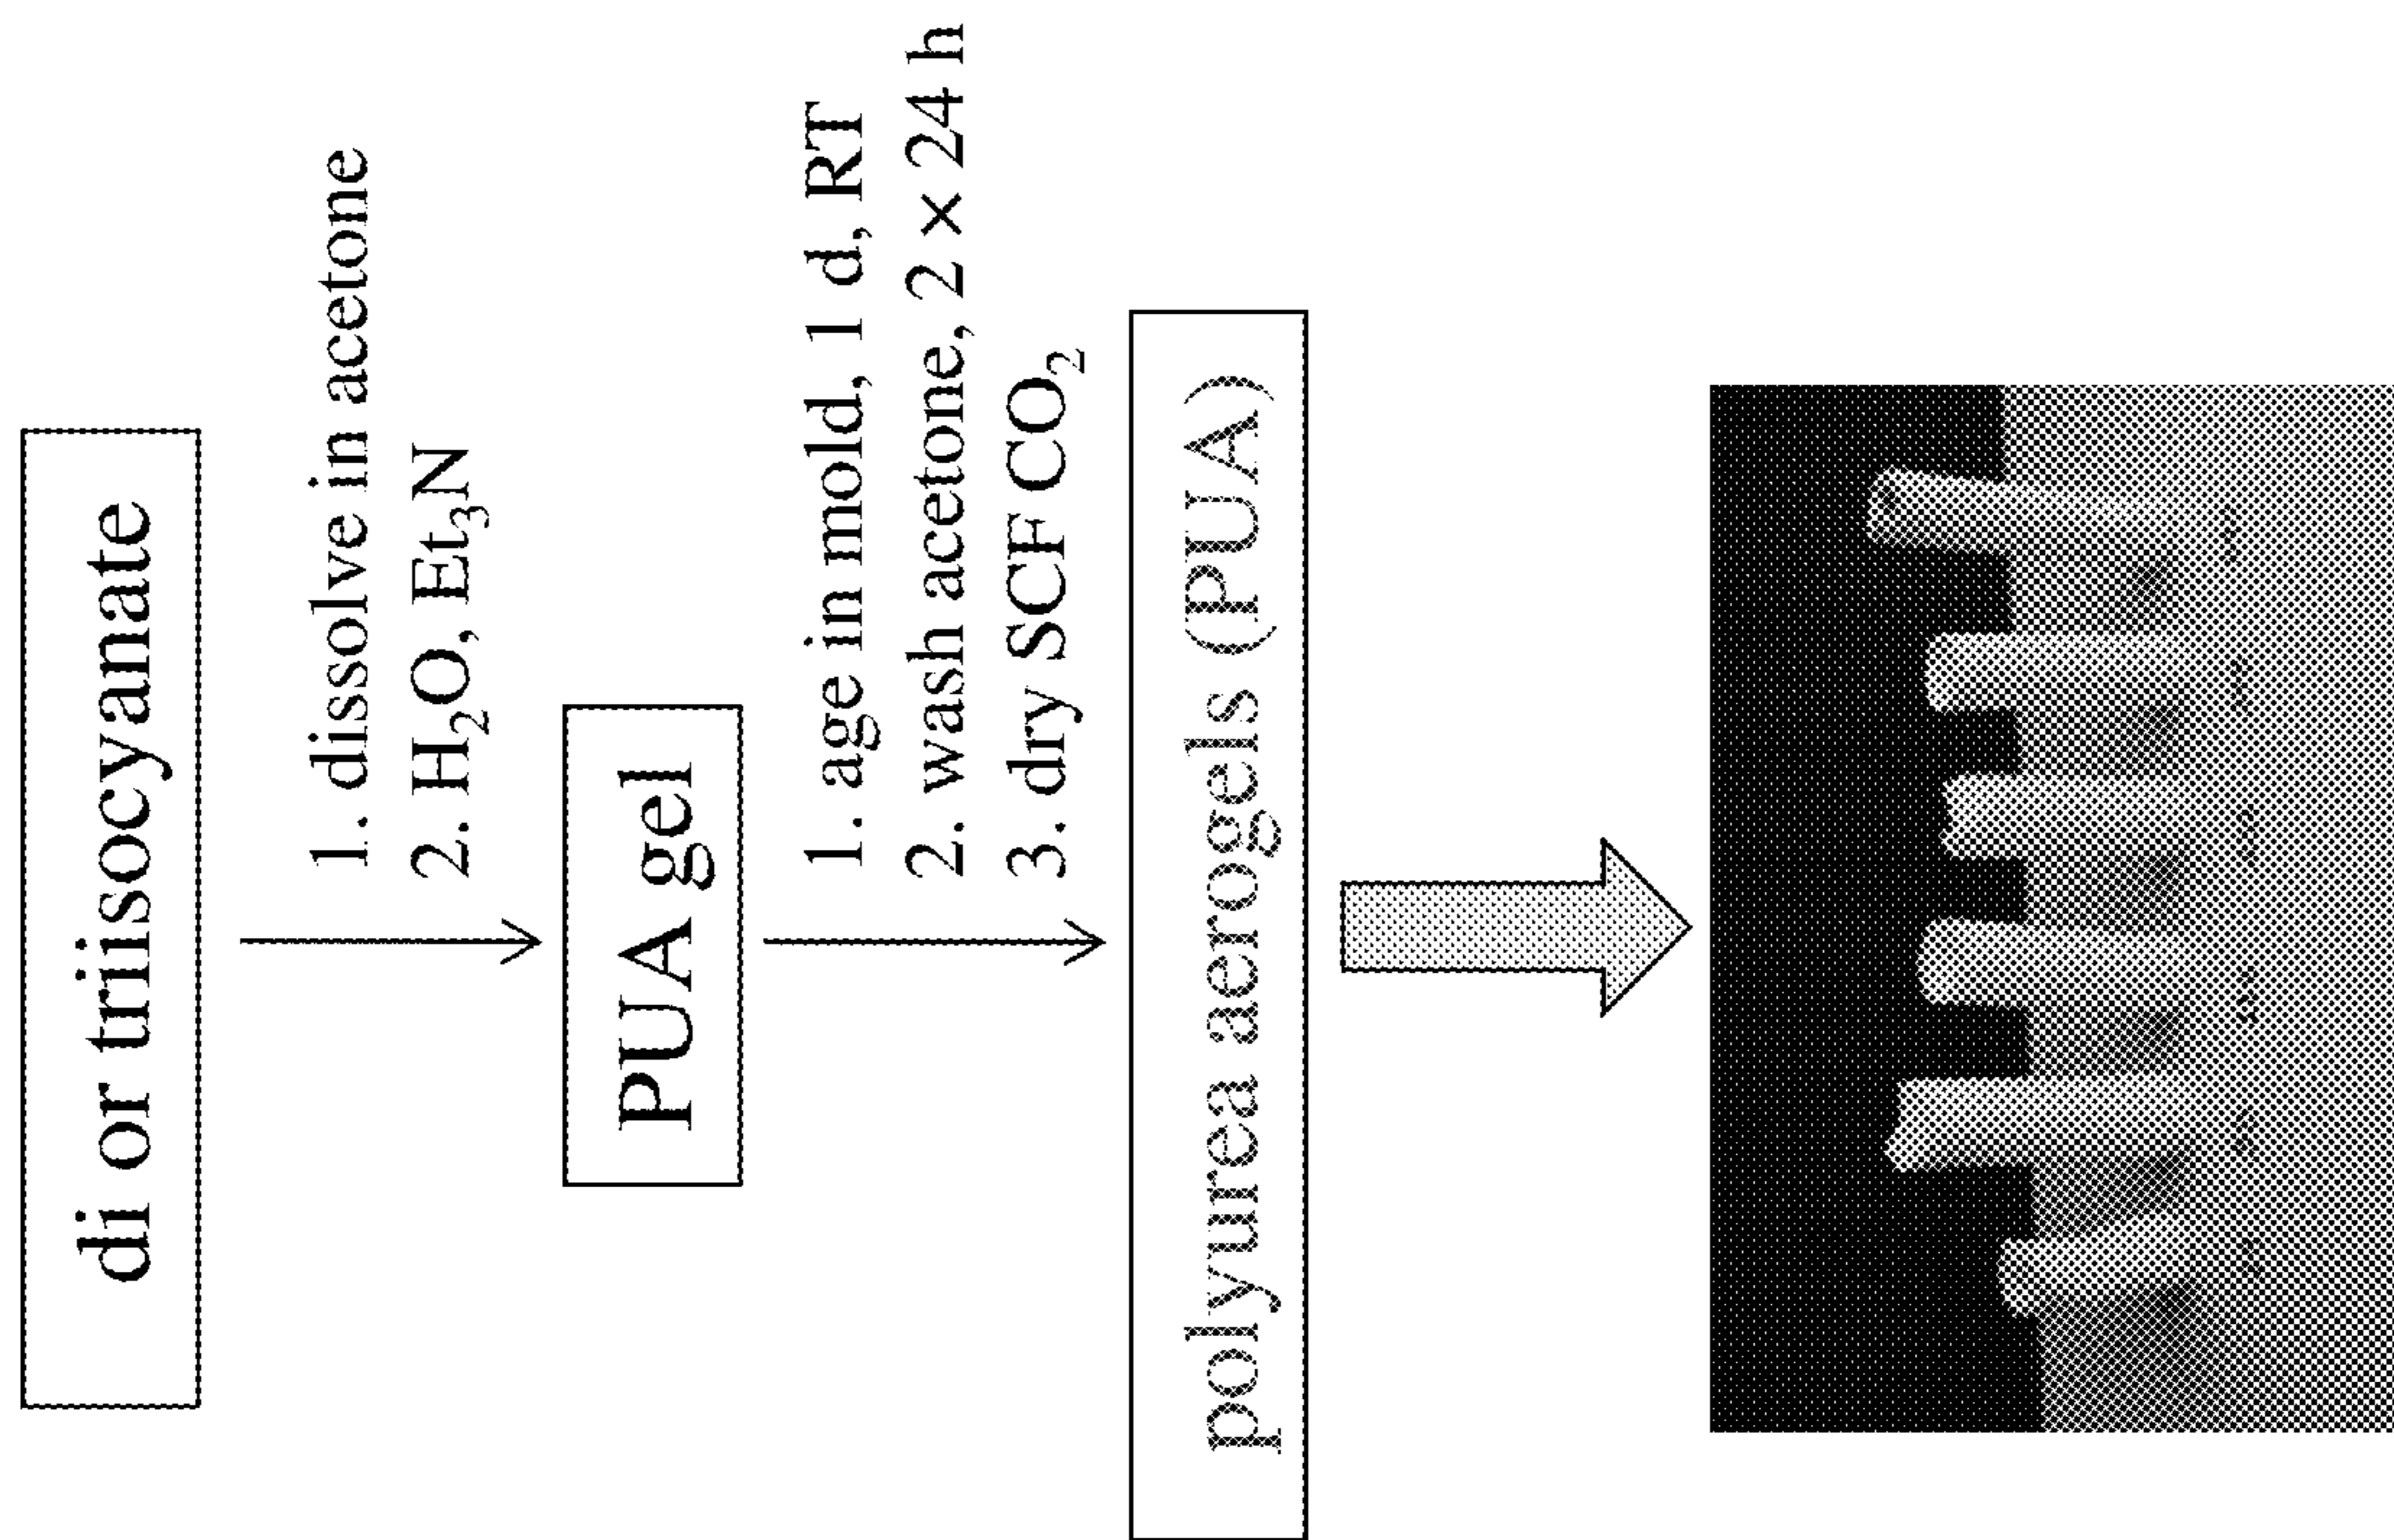 di or triisocyanate
1. dissolve in acetone
2. H₂O, Et₃N
PUA gel
1. age in mold, 1 d, RT
2. wash acetone, 2 × 24 h
3. dry SCF CO₂
polyurea aerogels (PUA)